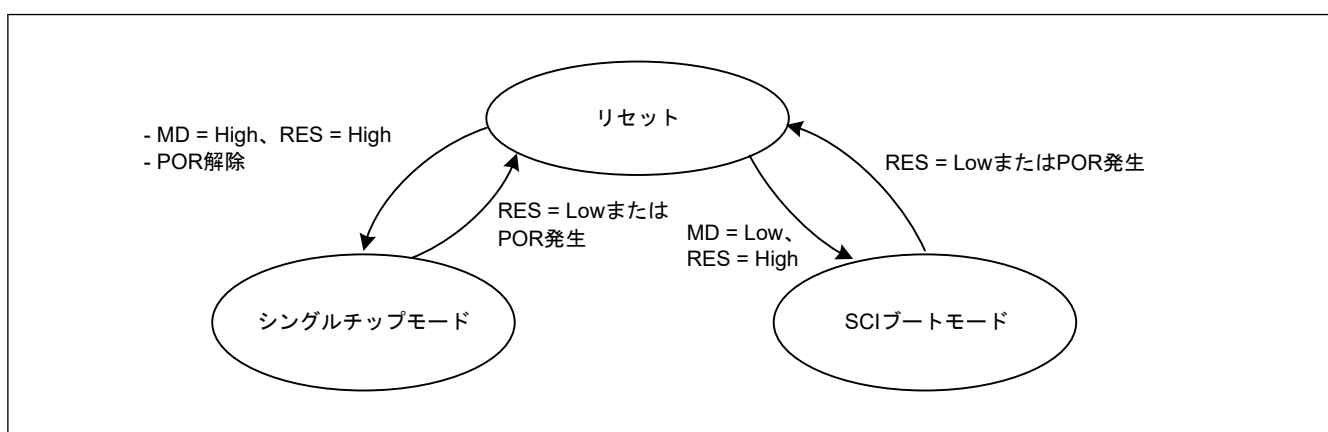 リセット
- MD = High、RES = High
- POR解除
RES = LowまたはPOR発生
RES = Lowまたは
POR発生
MD = Low、
RES = High
シングルチップモード
SCIブートモード